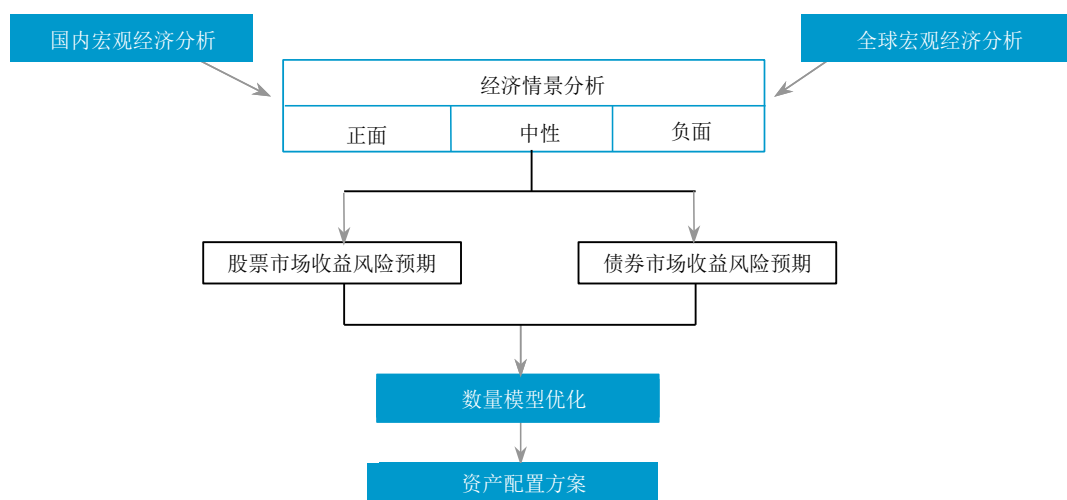 国内宏观经济分析
全球宏观经济分析
经济情景分析
正面
中性
负面
股票市场收益风险预期
债券市场收益风险预期
数量模型优化
资产配置方案